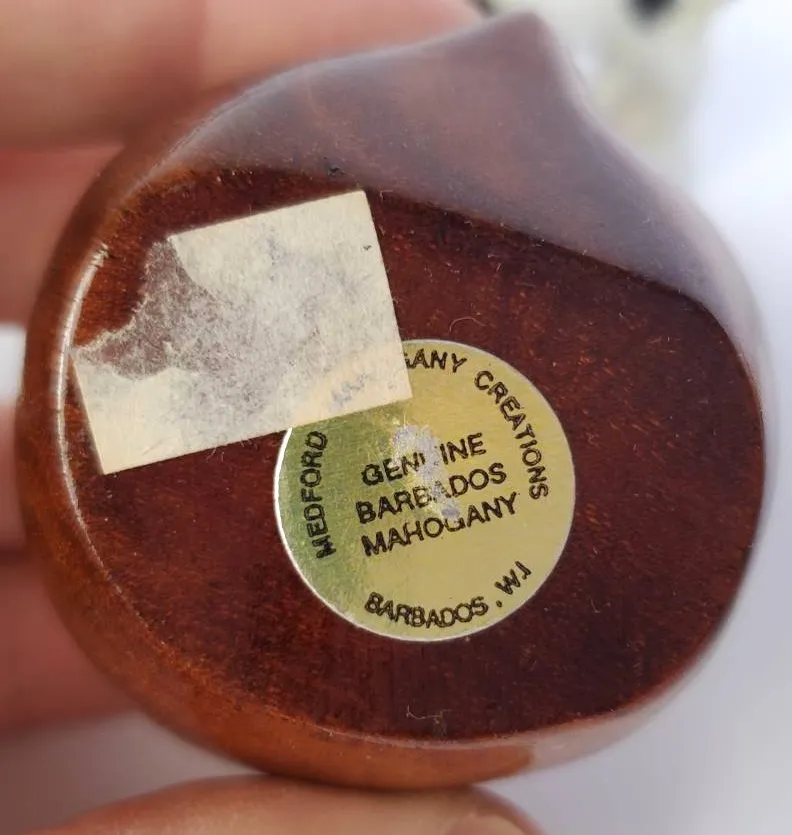 MEDFORD
GANY CREATIONS
GENUINE
BARBADOS
MAHOGANY
BARBADOS, W.I